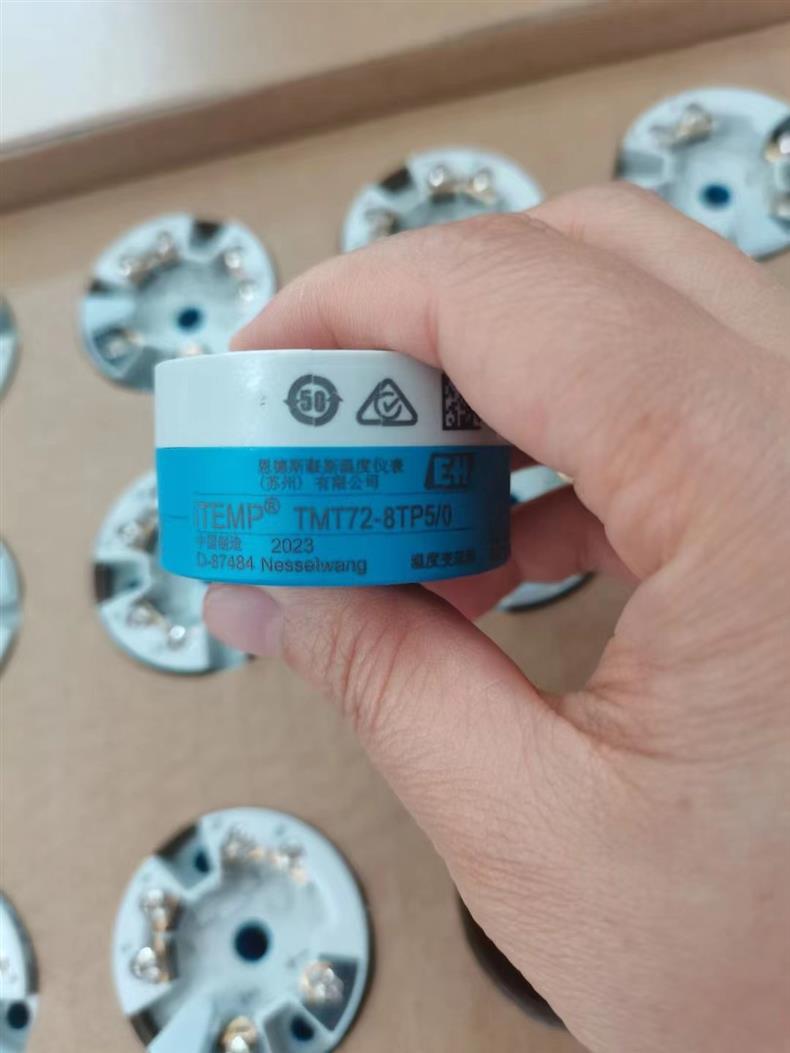 50
恩德斯豪斯温度仪表
(苏州) 有限公司
E+H
iTEMP® TMT72-8TP5/0
中国制造 2023
D-87484 Nesselwang 温度变送器